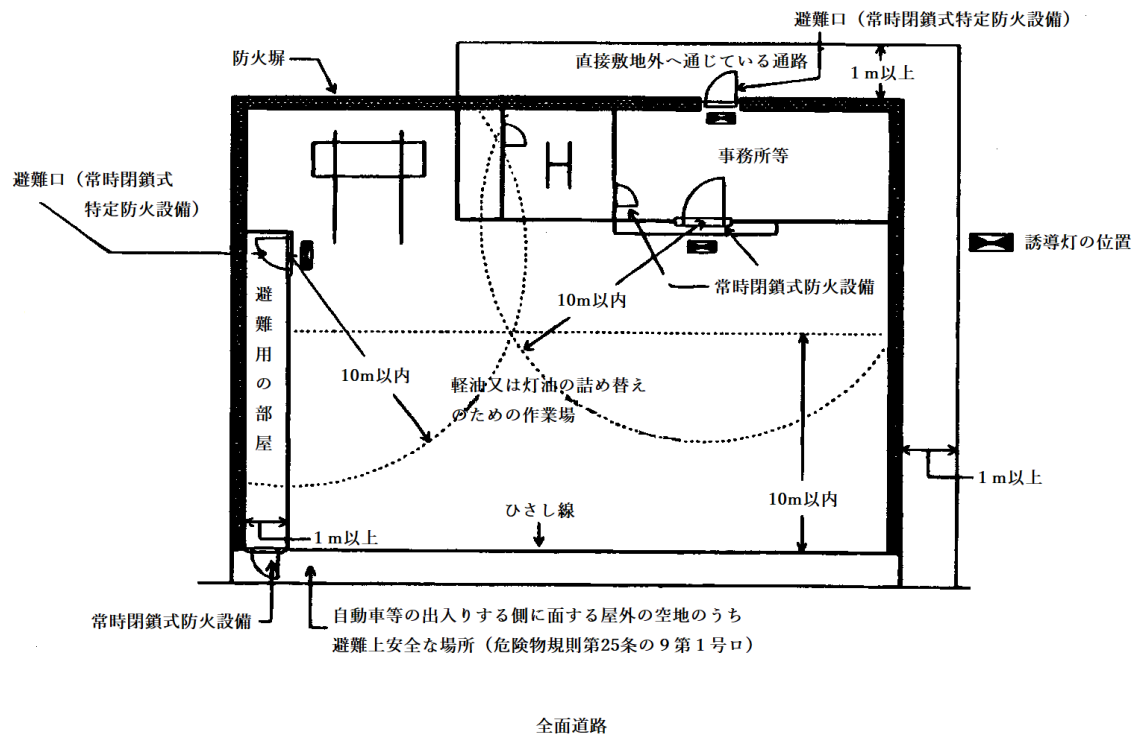 避難口（常時閉鎖式特定防火設備）
防火塀
直接敷地外へ通じている通路
1m以上
事務所等
避難口（常時閉鎖式
特定防火設備）
誘導灯の位置
常時閉鎖式防火設備
10m以内
避難用の部屋
10m以内
軽油又は灯油の詰め替え
のための作業場
1m以上
10m以内
ひさし線
1m以上
常時閉鎖式防火設備
自動車等の出入りする側に面する屋外の空地のうち
避難上安全な場所（危険物規則第25条の9第1号ロ）
全面道路